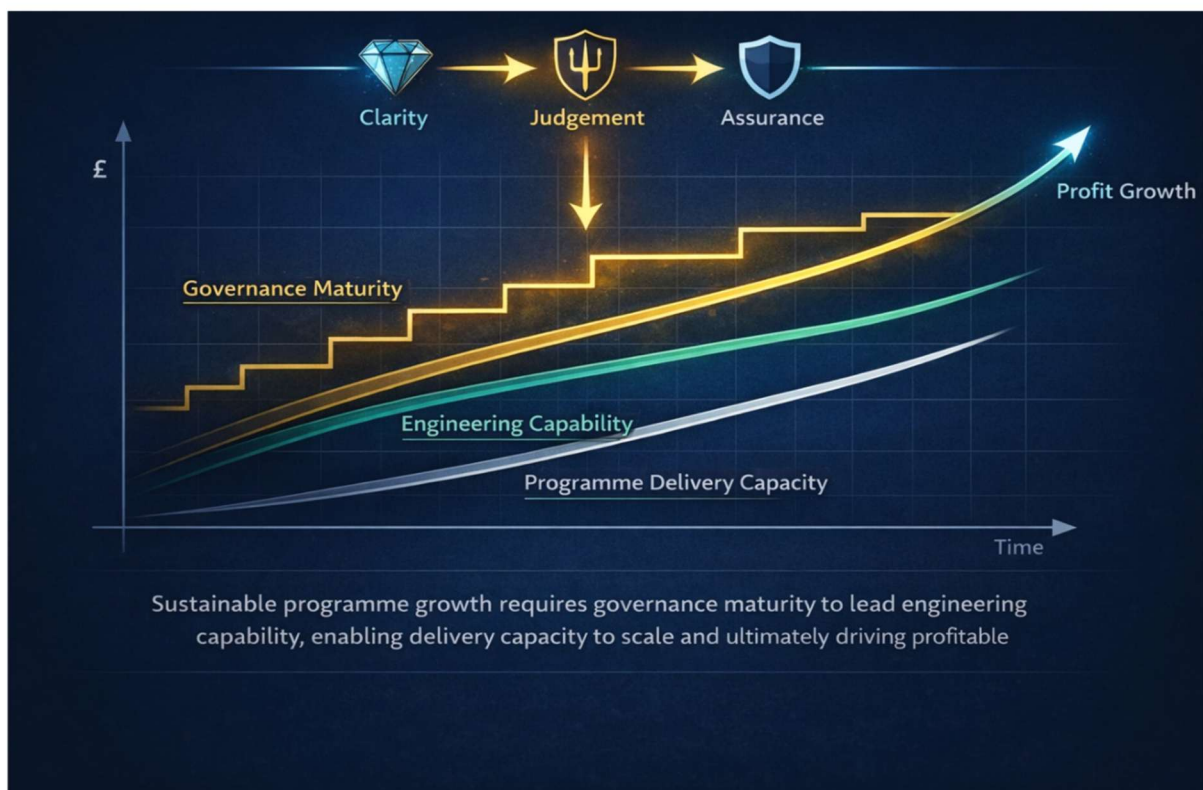 Clarity
Judgement
Assurance
£
Profit Growth
Governance Maturity
Engineering Capability
Programme Delivery Capacity
Time
Sustainable programme growth requires governance maturity to lead engineering
capability, enabling delivery capacity to scale and ultimately driving profitable